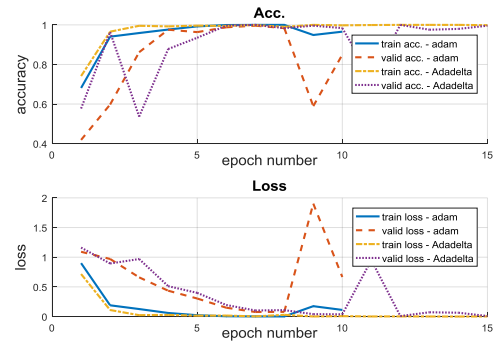 Acc.
1
0.8
0.6
0.4
accuracy
train acc. - adam
valid acc. - adam
train acc. - Adadelta
valid acc. - Adadelta
0 5 10 15
epoch number
Loss
2
1.5
1
0.5
0
loss
train loss - adam
valid loss - adam
train loss - Adadelta
valid loss - Adadelta
0 5 10 15
epoch number